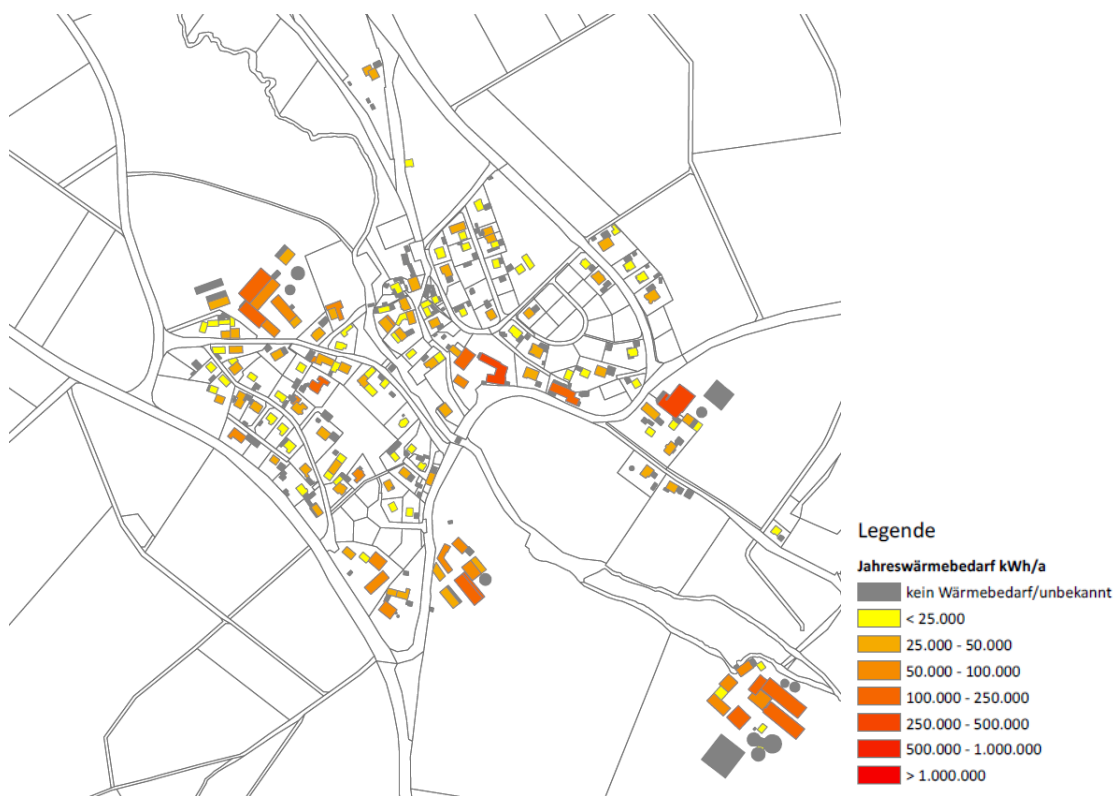 Legende
Jahreswärmebedarf kWh/a
kein Wärmebedarf/unbekannt
< 25.000
25.000 - 50.000
50.000 - 100.000
100.000 - 250.000
250.000 - 500.000
500.000 - 1.000.000
> 1.000.000